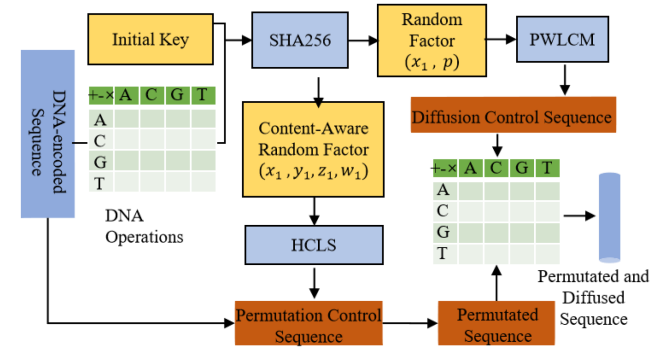 Initial Key
SHA256
Random
Factor
(x₁ , p)
PWLCM
DNA-encoded
Sequence
+-× A C G T
A
C
G
T
DNA
Operations
Content-Aware
Random Factor
(x₁ , y₁, z₁, w₁)
HCLS
Diffusion Control Sequence
+-× A C G T
A
C
G
T
Permutated and
Diffused
Sequence
Permutation Control
Sequence
Permutated
Sequence